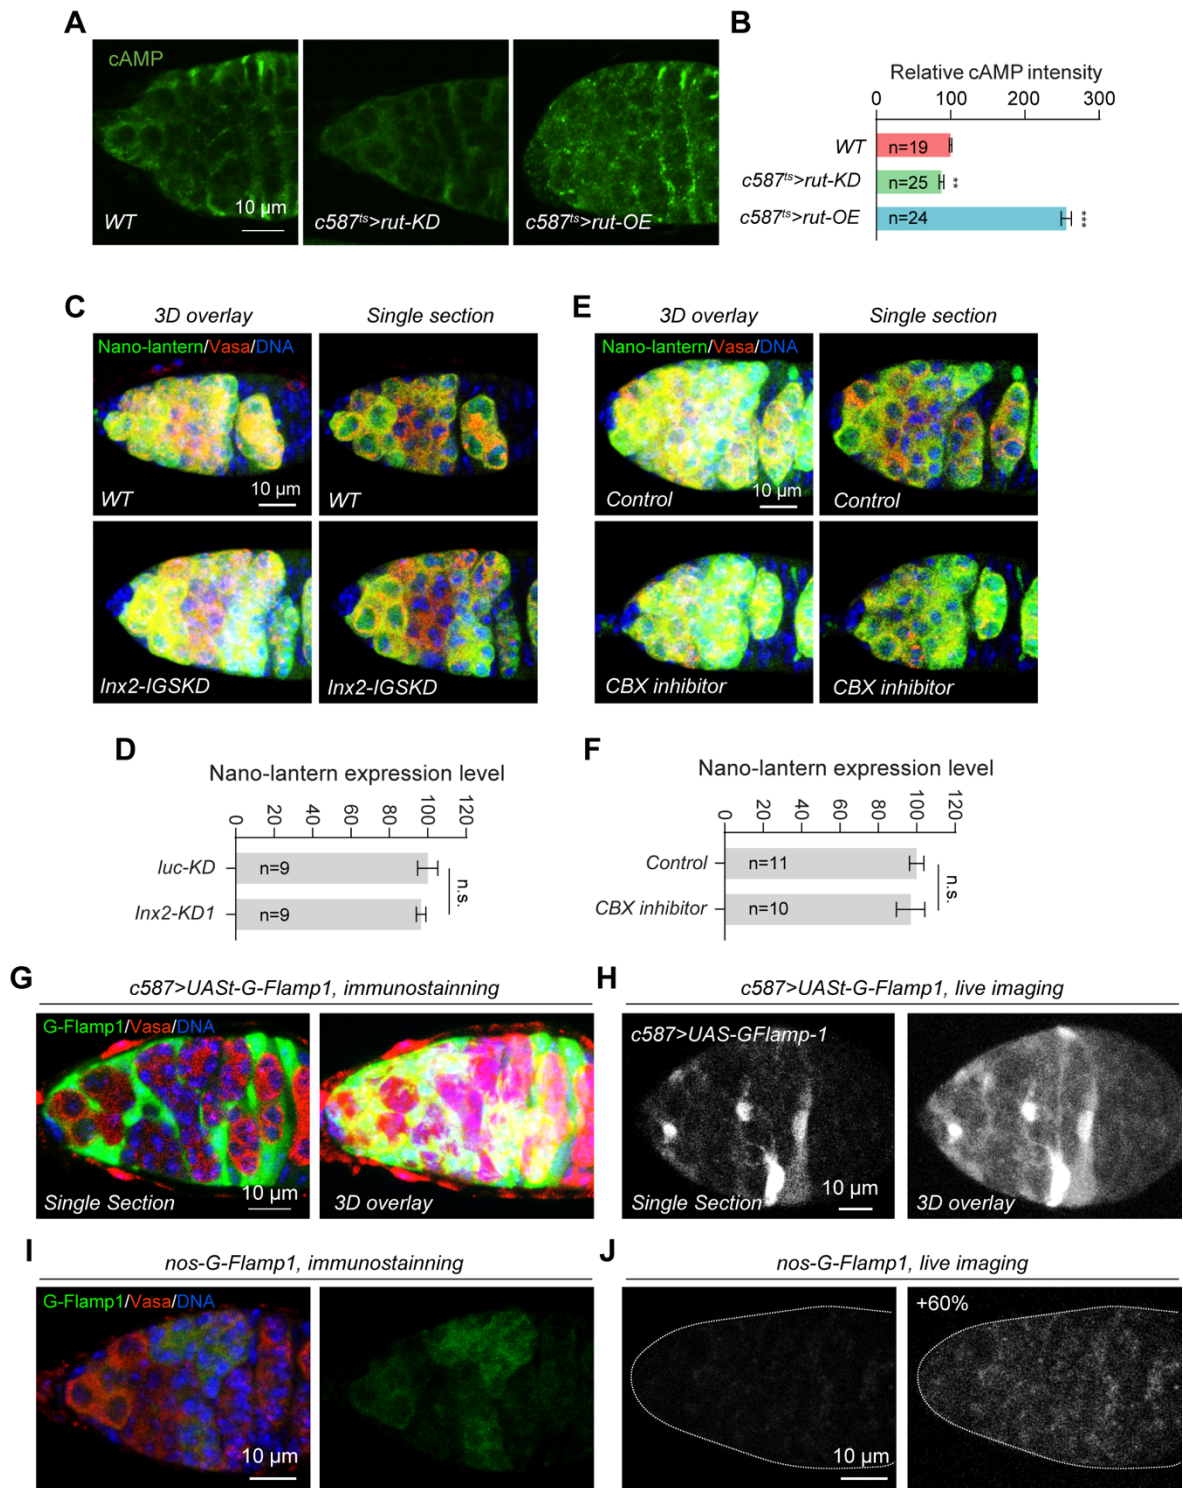 A
cAMP
WT
10 µm
c587ts>rut-KD
c587ts>rut-OE
B
Relative cAMP intensity
0 100 200 300
WT n=19
c587ts>rut-KD n=25 **
c587ts>rut-OE n=24 ***
C
3D overlay Single section
Nano-lantern/Vasa/DNA
WT 10 µm WT
Inx2-IGSKD Inx2-IGSKD
E
3D overlay Single section
Nano-lantern/Vasa/DNA
Control 10 µm Control
CBX inhibitor CBX inhibitor
D
Nano-lantern expression level
0 20 40 60 80 100 120
luc-KD n=9
Inx2-KD1 n=9
n.s.
F
Nano-lantern expression level
0 20 40 60 80 100 120
Control n=11
CBX inhibitor n=10
n.s.
G
c587>UASt-G-Flamp1, immunostainning
G-Flamp1/Vasa/DNA
Single Section 10 µm 3D overlay
H
c587>UASt-G-Flamp1, live imaging
c587>UAS-GFlamp-1
Single Section 10 µm 3D overlay
I
nos-G-Flamp1, immunostainning
G-Flamp1/Vasa/DNA
10 µm
J
nos-G-Flamp1, live imaging
+60%
10 µm